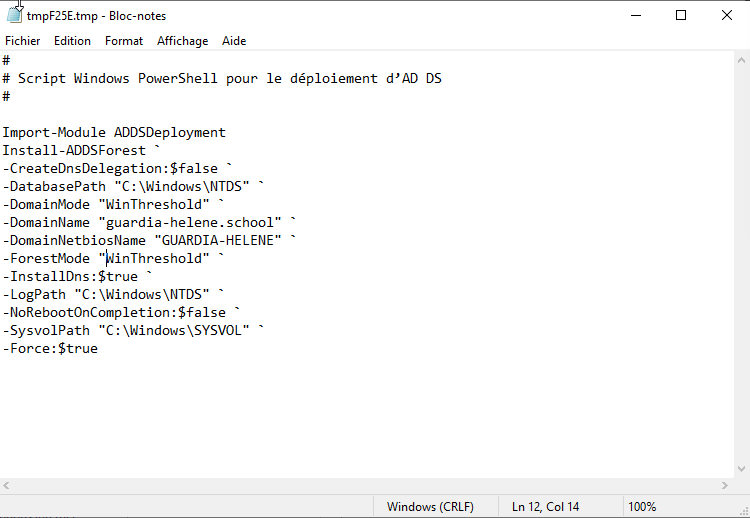 tmpF25E.tmp - Bloc-notes
Fichier Edition Format Affichage Aide
#
# Script Windows PowerShell pour le déploiement d’AD DS
#
Import-Module ADDSDeployment
Install-ADDSForest `
-CreateDnsDelegation:$false `
-DatabasePath "C:\Windows\NTDS" `
-DomainMode "WinThreshold" `
-DomainName "guardia-helene.school" `
-DomainNetbiosName "GUARDIA-HELENE" `
-ForestMode "WinThreshold" `
-InstallDns:$true `
-LogPath "C:\Windows\NTDS" `
-NoRebootOnCompletion:$false `
-SysvolPath "C:\Windows\SYSVOL" `
-Force:$true
Windows (CRLF) Ln 12, Col 14 100%